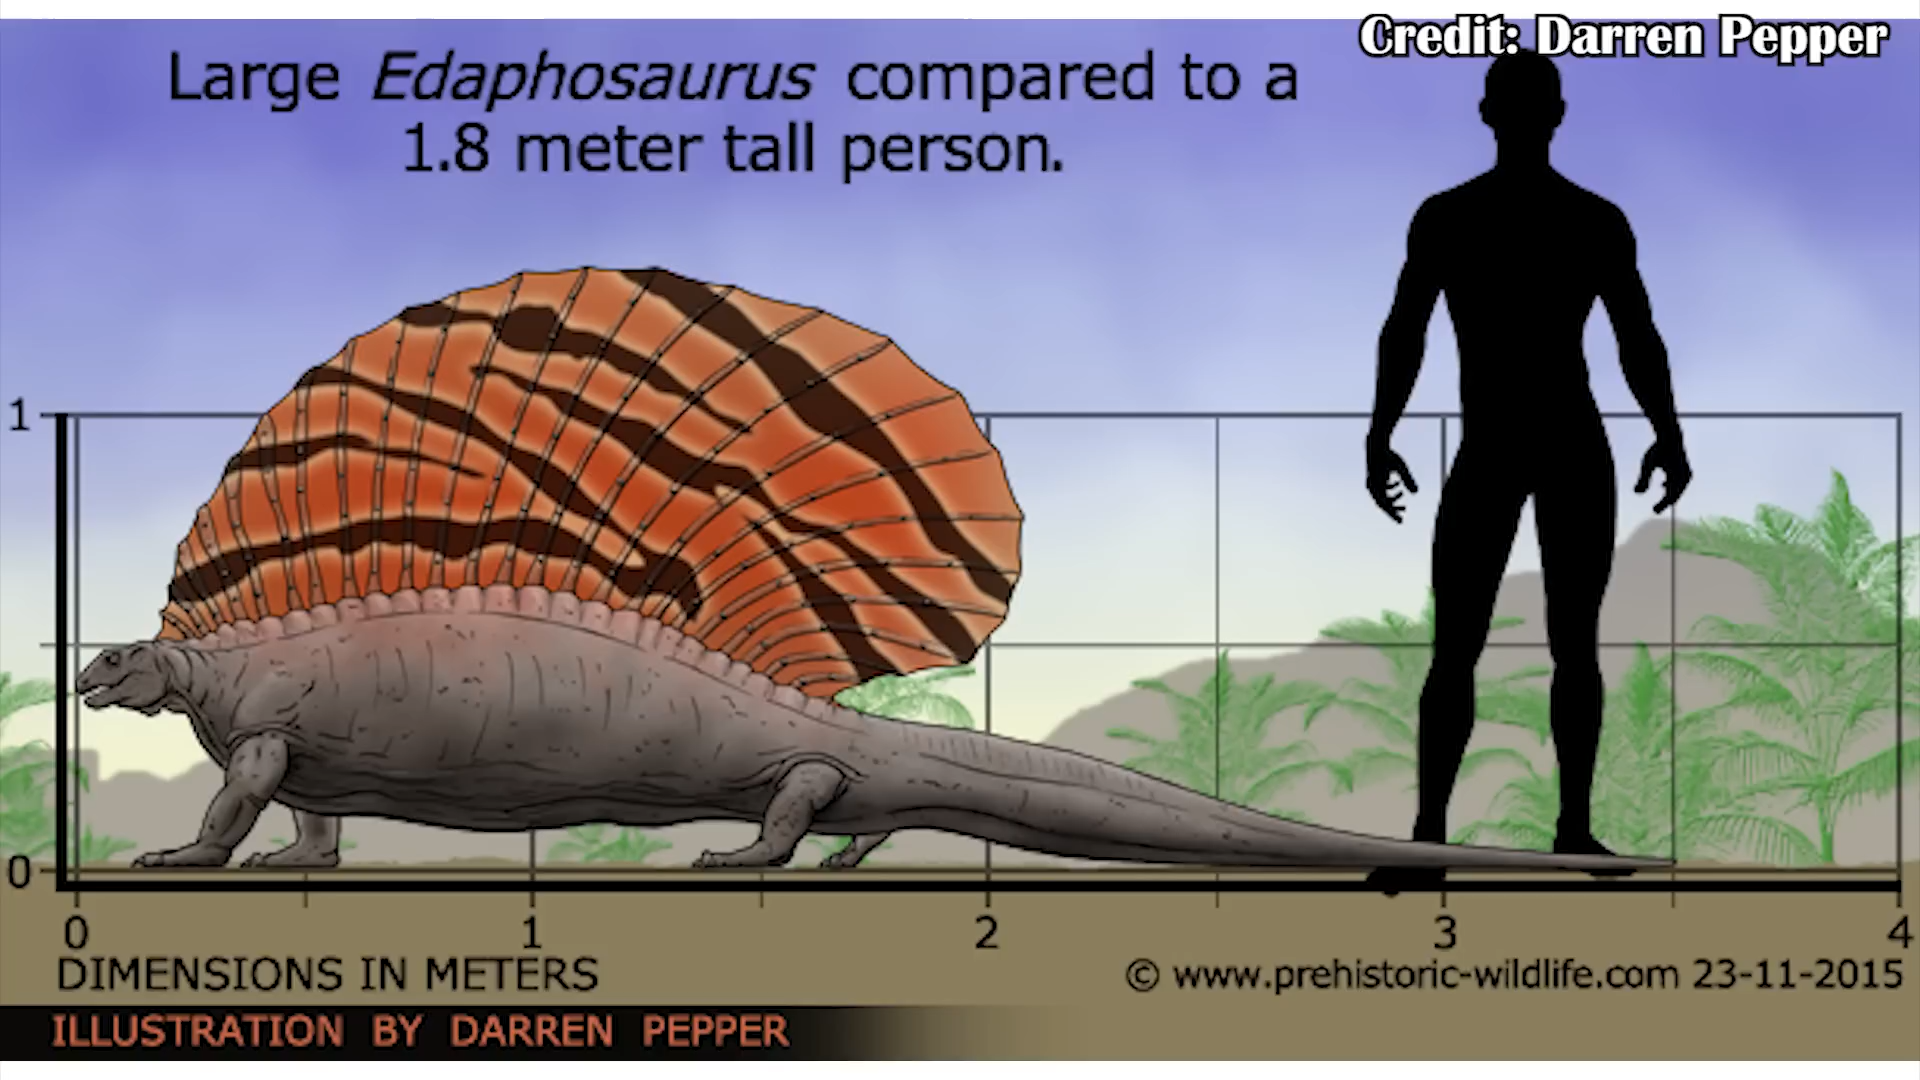 Credit: Darren Pepper
Large Edaphosaurus compared to a
1.8 meter tall person.
1
0
0 1 2 3 4
DIMENSIONS IN METERS
© www.prehistoric-wildlife.com 23-11-2015
ILLUSTRATION BY DARREN PEPPER